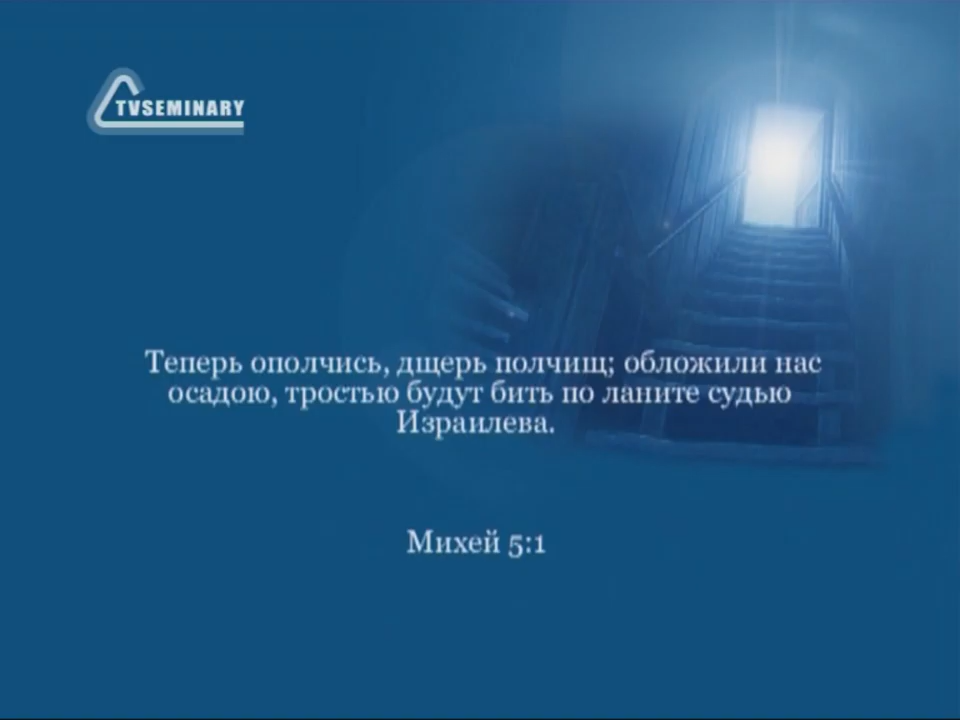 TVSEMINARY
Теперь ополчись, дщерь полчищ; обложили нас
осадою, тростью будут бить по ланите судью
Израилева.
Михей 5:1